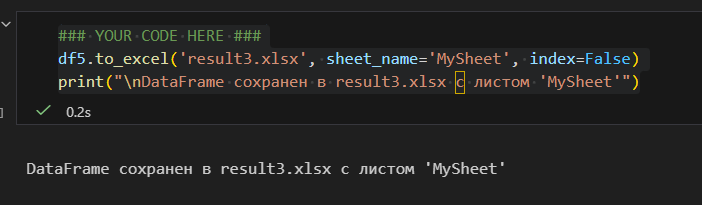 ### YOUR CODE HERE ###
df5.to_excel('result3.xlsx', sheet_name='MySheet', index=False)
print("\nDataFrame сохранен в result3.xlsx с листом 'MySheet'")
0.2s
DataFrame сохранен в result3.xlsx с листом 'MySheet'